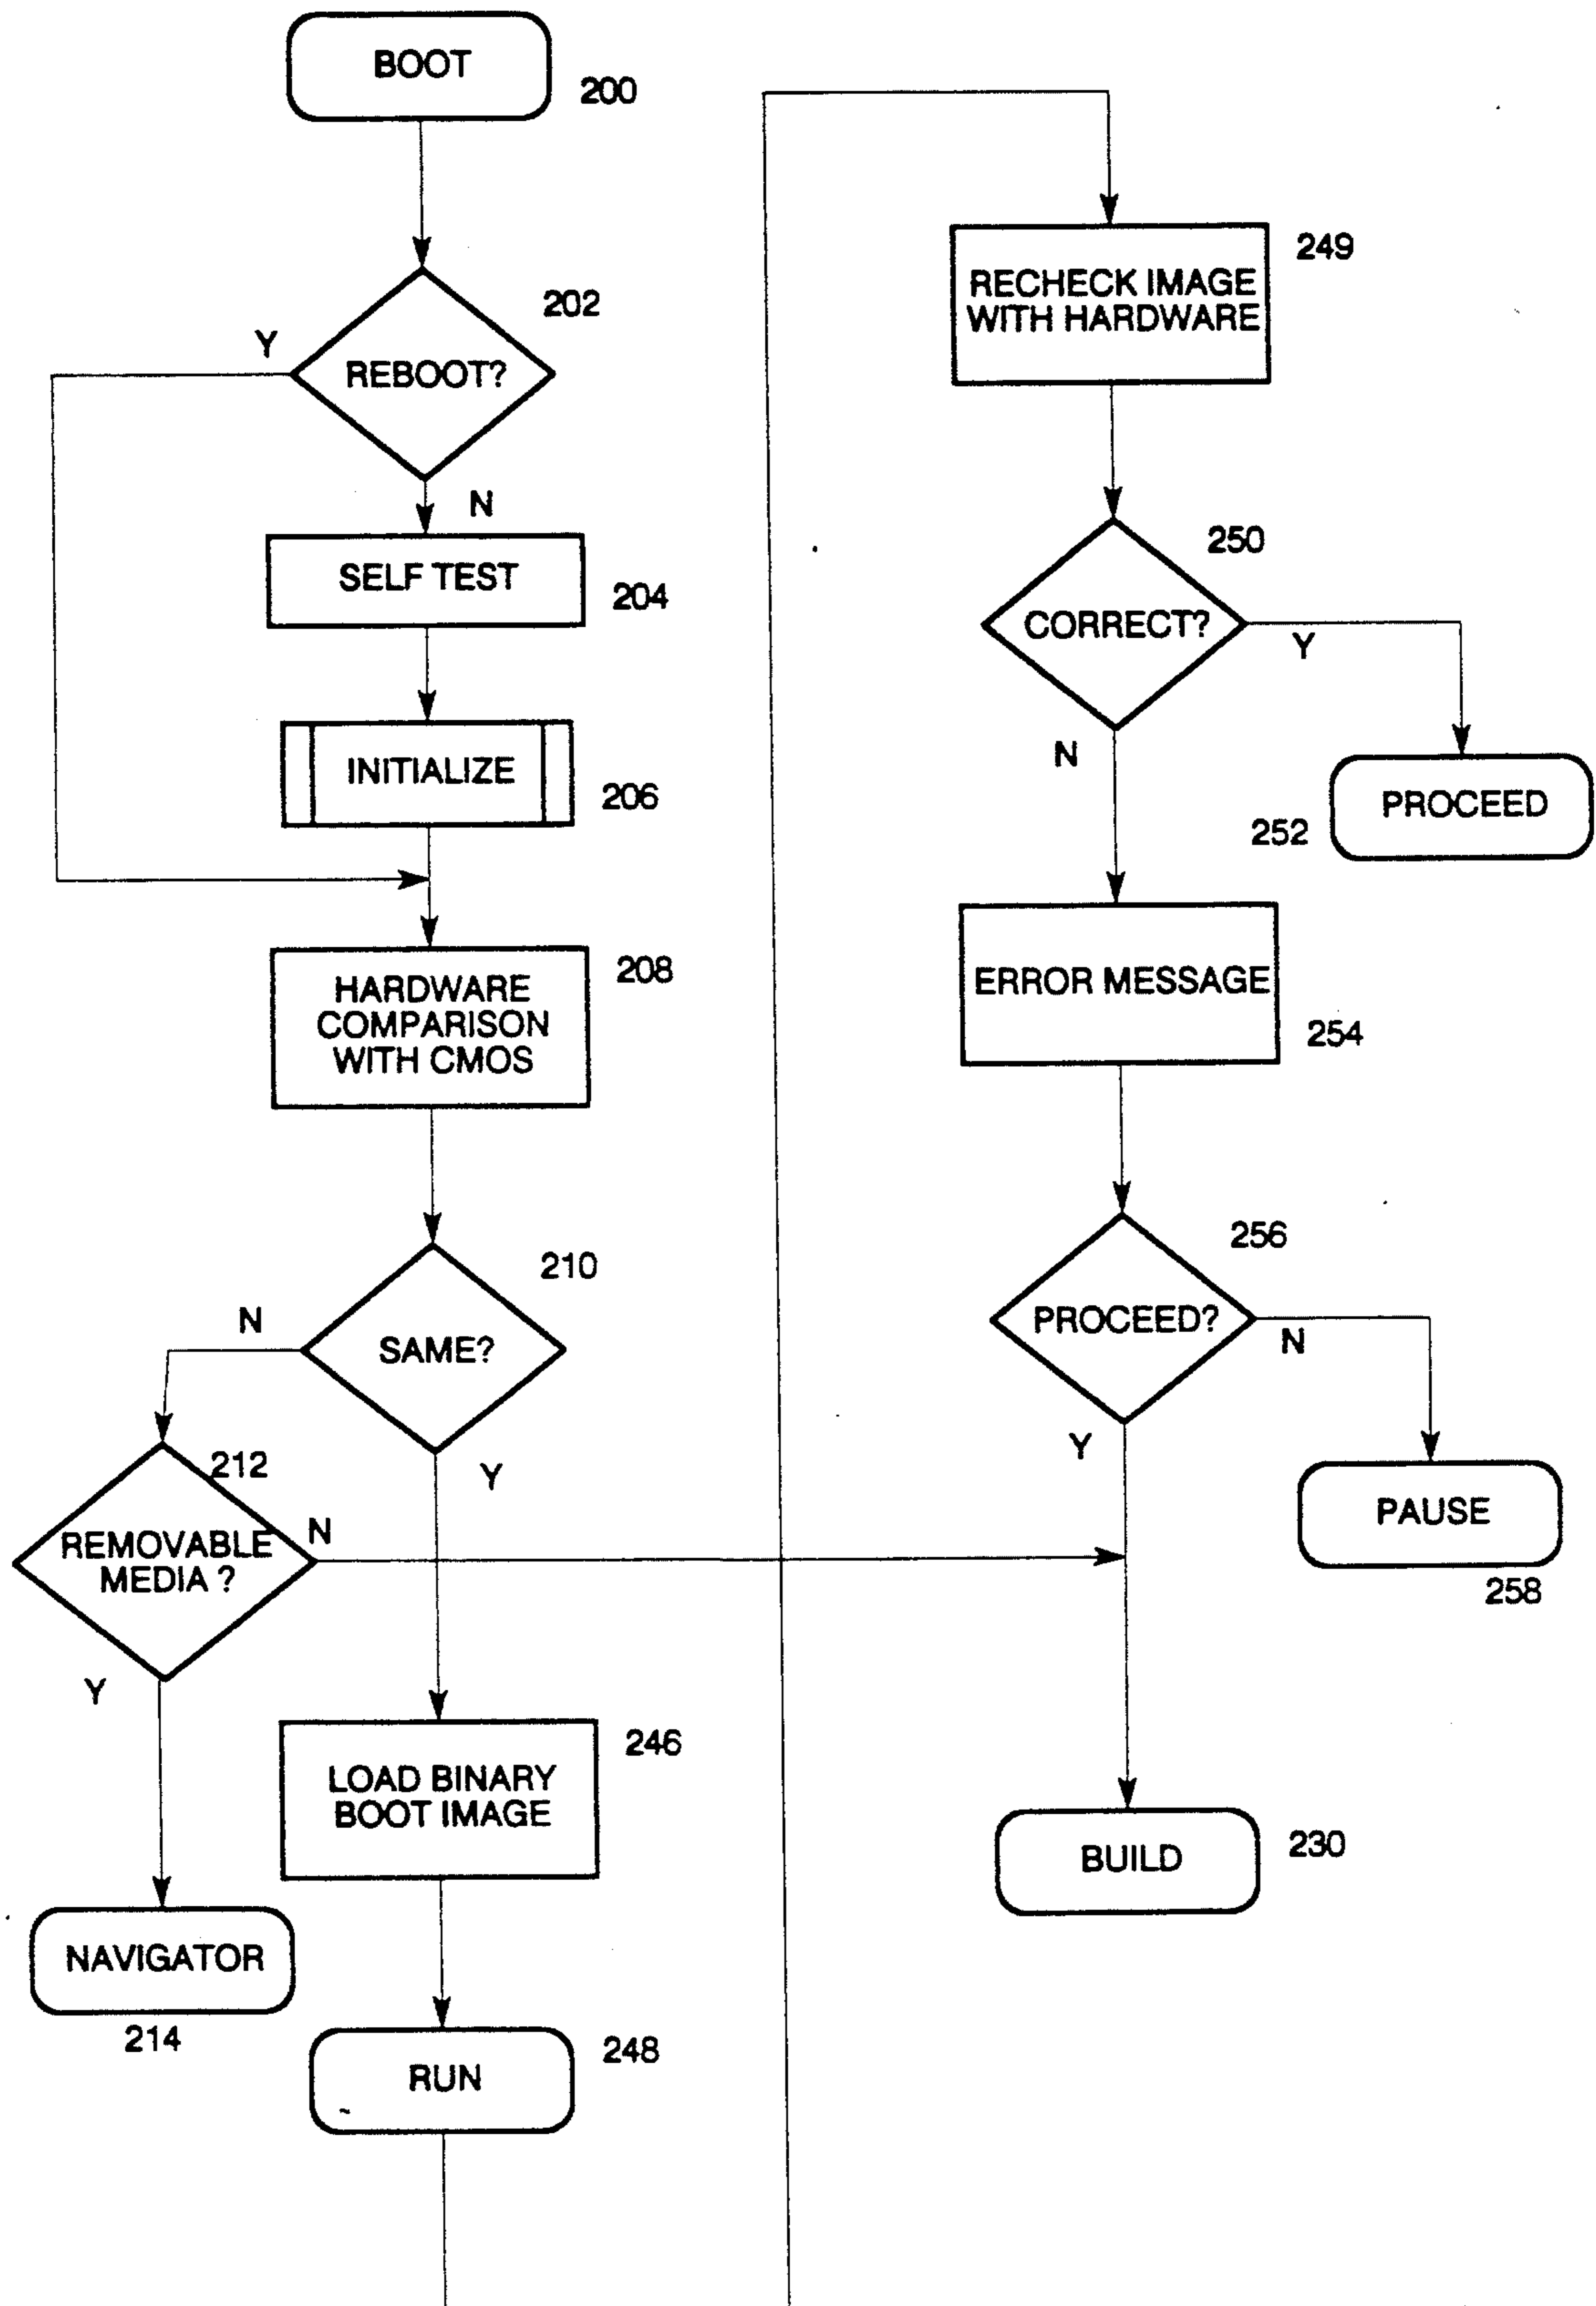 BOOT
200
202
Y
REBOOT?
N
SELF TEST
204
INITIALIZE
206
HARDWARE
COMPARISON
WITH CMOS
208
210
N
SAME?
Y
212
REMOVABLE
MEDIA ?
N
Y
246
LOAD BINARY
BOOT IMAGE
NAVIGATOR
214
RUN
248
249
RECHECK IMAGE
WITH HARDWARE
250
CORRECT?
Y
N
PROCEED
252
ERROR MESSAGE
254
256
PROCEED?
N
Y
PAUSE
258
BUILD
230